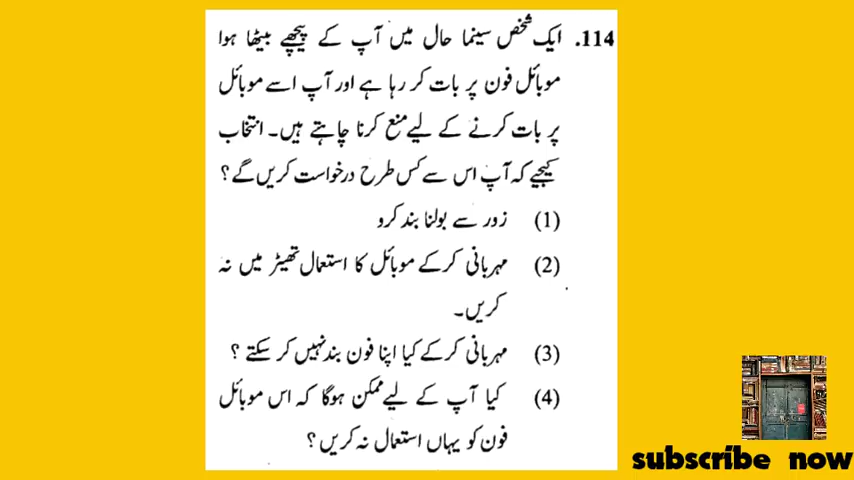 114. ایک شخص سینما حال میں آپ کے پیچھے بیٹھا ہوا
موبائل فون پر بات کر رہا ہے اور آپ اسے موبائل
پر بات کرنے کے لیے منع کرنا چاہتے ہیں۔ انتخاب
کیجیے کہ آپ اس سے کس طرح درخواست کریں گے؟
(1) زور سے بولنا بند کرو
(2) مہربانی کرکے موبائل کا استعمال تھیٹر میں نہ
کریں۔
(3) مہربانی کرکے کیا اپنا فون بند نہیں کر سکتے ؟
(4) کیا آپ کے لیے ممکن ہوگا کہ اس موبائل
فون کو یہاں استعمال نہ کریں ؟
subscribe now